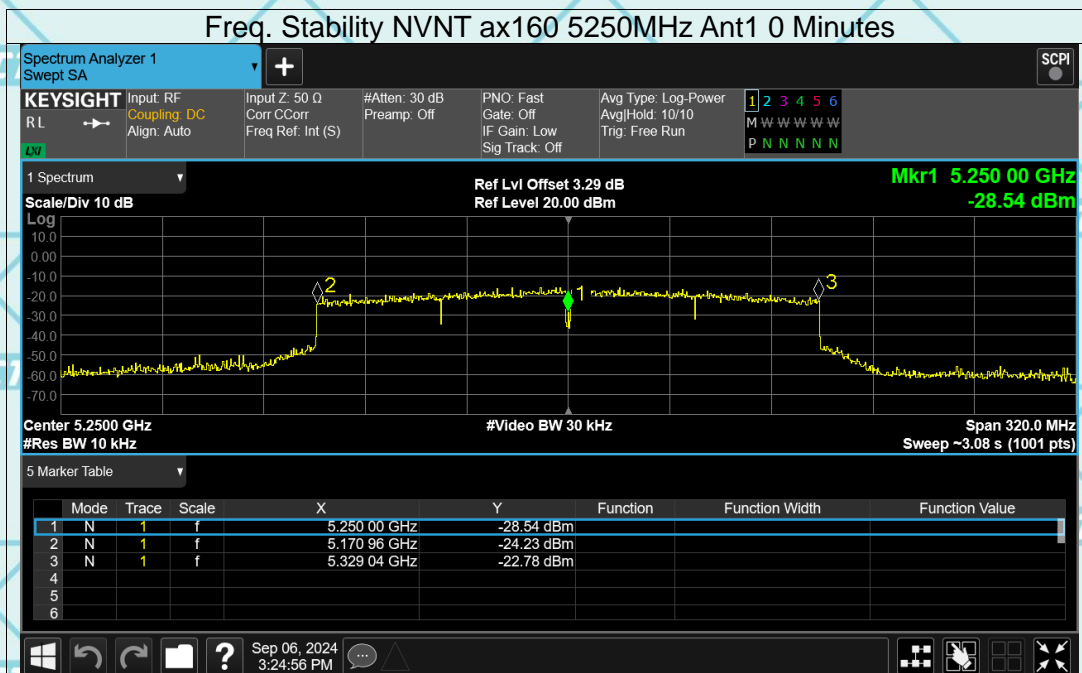 Freq. Stability NVNT ax160 5250MHz Ant1 0 Minutes
Spectrum Analyzer 1
Swept SA
+
SCPI
KEYSIGHT
RL
LXI
Input: RF
Coupling: DC
Align: Auto
Input Z: 50 Ω
Corr CCorr
Freq Ref: Int (S)
#Atten: 30 dB
Preamp: Off
PNO: Fast
Gate: Off
IF Gain: Low
Sig Track: Off
Avg Type: Log-Power
Avg|Hold: 10/10
Trig: Free Run
1 2 3 4 5 6
M W W W W W
P N N N N N
1 Spectrum
Scale/Div 10 dB
Ref Lvl Offset 3.29 dB
Ref Level 20.00 dBm
Mkr1 5.250 00 GHz
-28.54 dBm
Log
10.0
0.00
-10.0
-20.0
-30.0
-40.0
-50.0
-60.0
-70.0
2
1
3
Center 5.2500 GHz
#Res BW 10 kHz
#Video BW 30 kHz
Span 320.0 MHz
Sweep ~3.08 s (1001 pts)
5 Marker Table
Mode Trace Scale X Y Function Function Width Function Value
1 N 1 f 5.250 00 GHz -28.54 dBm
2 N 1 f 5.170 96 GHz -24.23 dBm
3 N 1 f 5.329 04 GHz -22.78 dBm
4
5
6
?
Sep 06, 2024
3:24:56 PM